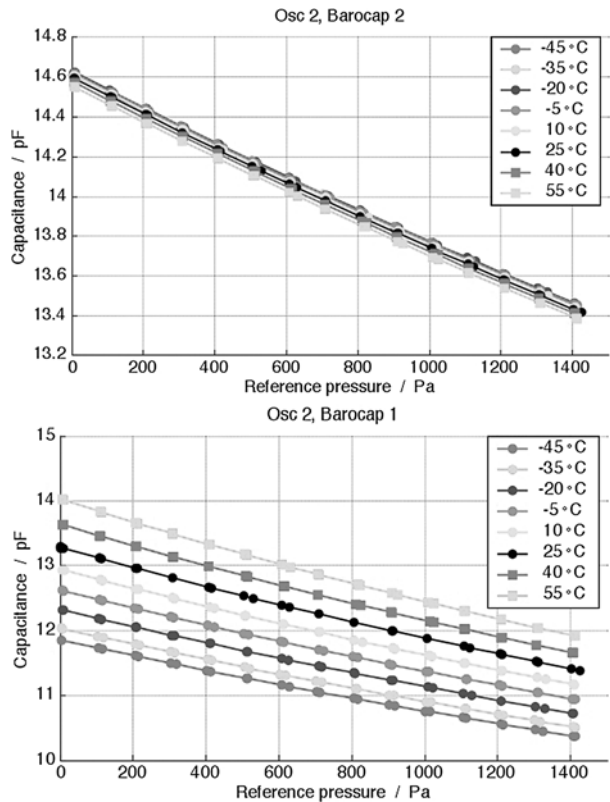 Osc 2, Barocap 2
Capacitance / pF
14.8
14.6
14.4
14.2
14
13.8
13.6
13.4
13.2
0
200
400
600
800
1000
1200
1400
Reference pressure / Pa
-45 °C
-35 °C
-20 °C
-5 °C
10 °C
25 °C
40 °C
55 °C
Osc 2, Barocap 1
Capacitance / pF
15
14
13
12
11
10
0
200
400
600
800
1000
1200
1400
Reference pressure / Pa
-45 °C
-35 °C
-20 °C
-5 °C
10 °C
25 °C
40 °C
55 °C